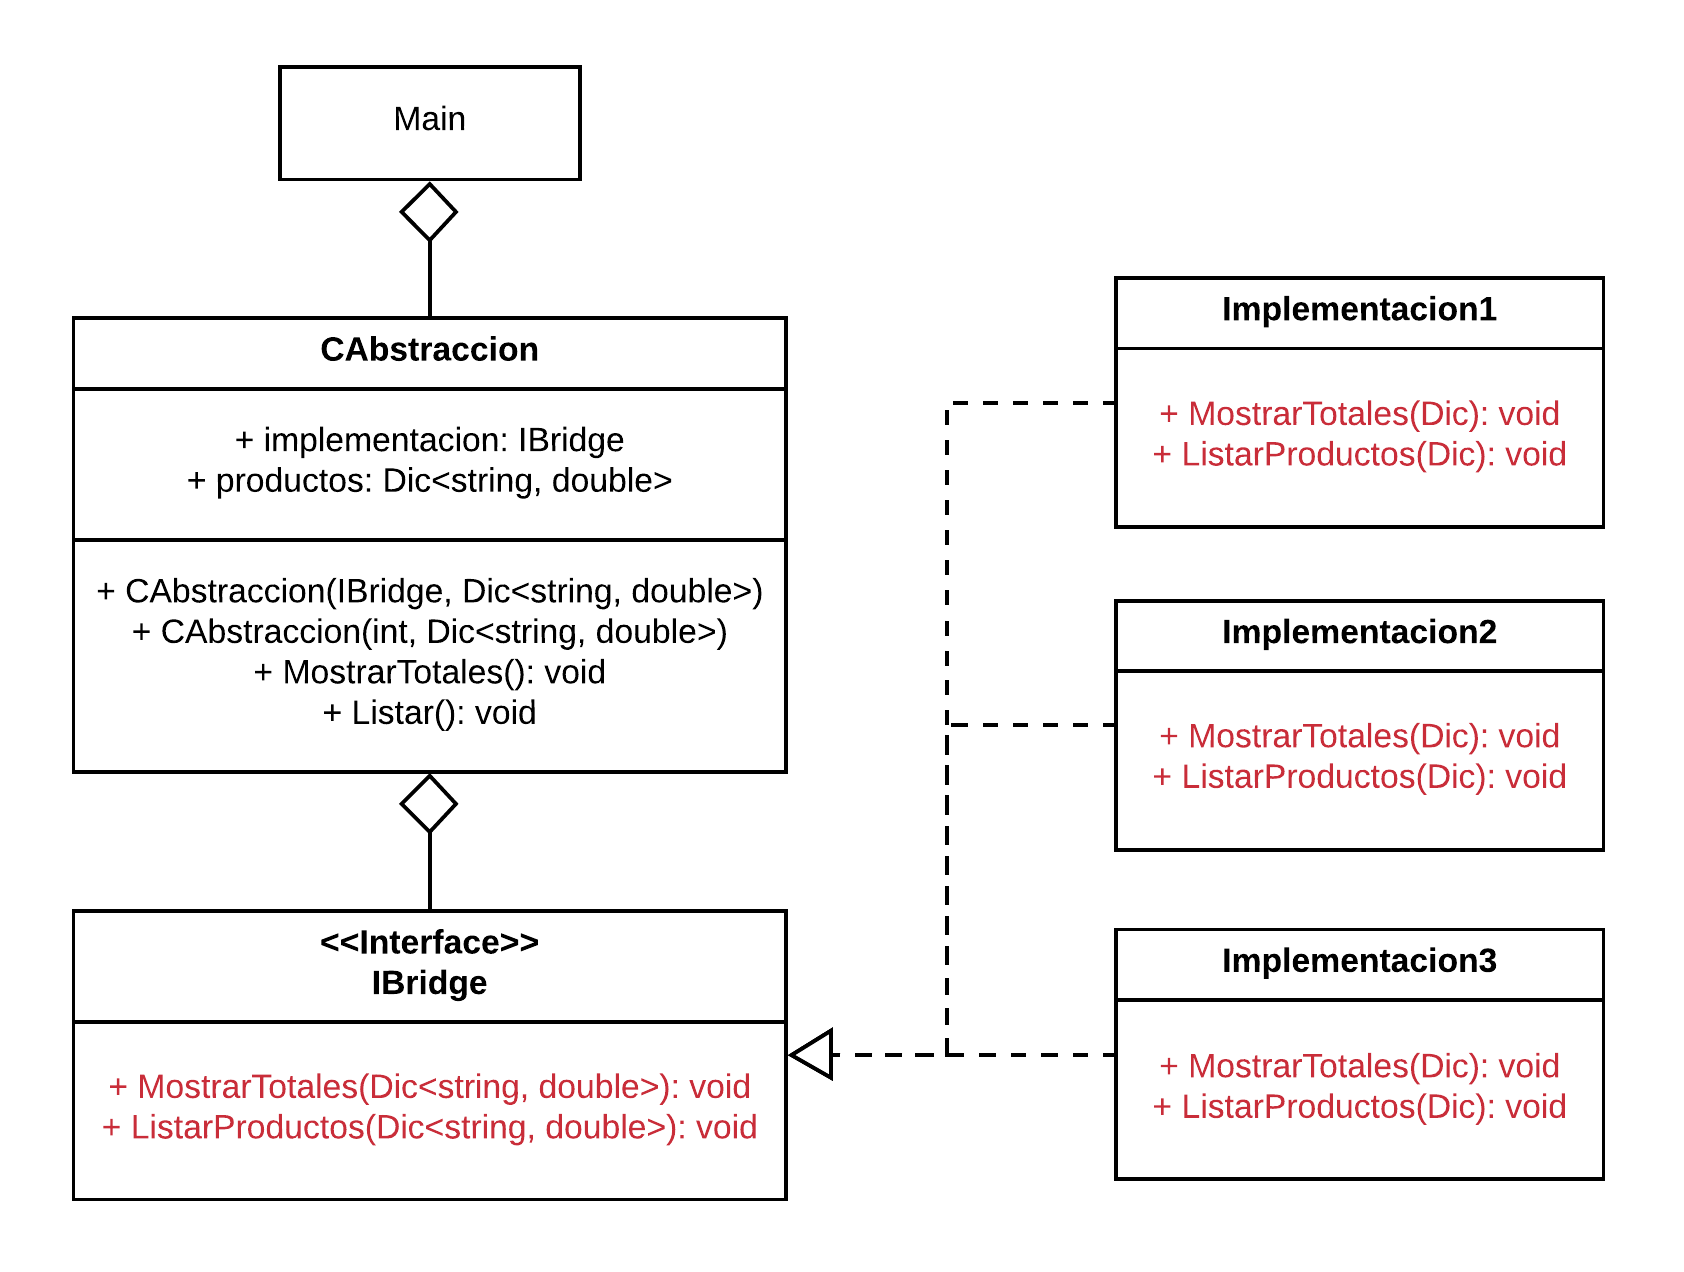 Main
CAbstraccion
+ implementacion: IBridge
+ productos: Dic<string, double>
+ CAbstraccion(IBridge, Dic<string, double>)
+ CAbstraccion(int, Dic<string, double>)
+ MostrarTotales(): void
+ Listar(): void
<<Interface>>
IBridge
+ MostrarTotales(Dic<string, double>): void
+ ListarProductos(Dic<string, double>): void
Implementacion1
+ MostrarTotales(Dic): void
+ ListarProductos(Dic): void
Implementacion2
+ MostrarTotales(Dic): void
+ ListarProductos(Dic): void
Implementacion3
+ MostrarTotales(Dic): void
+ ListarProductos(Dic): void